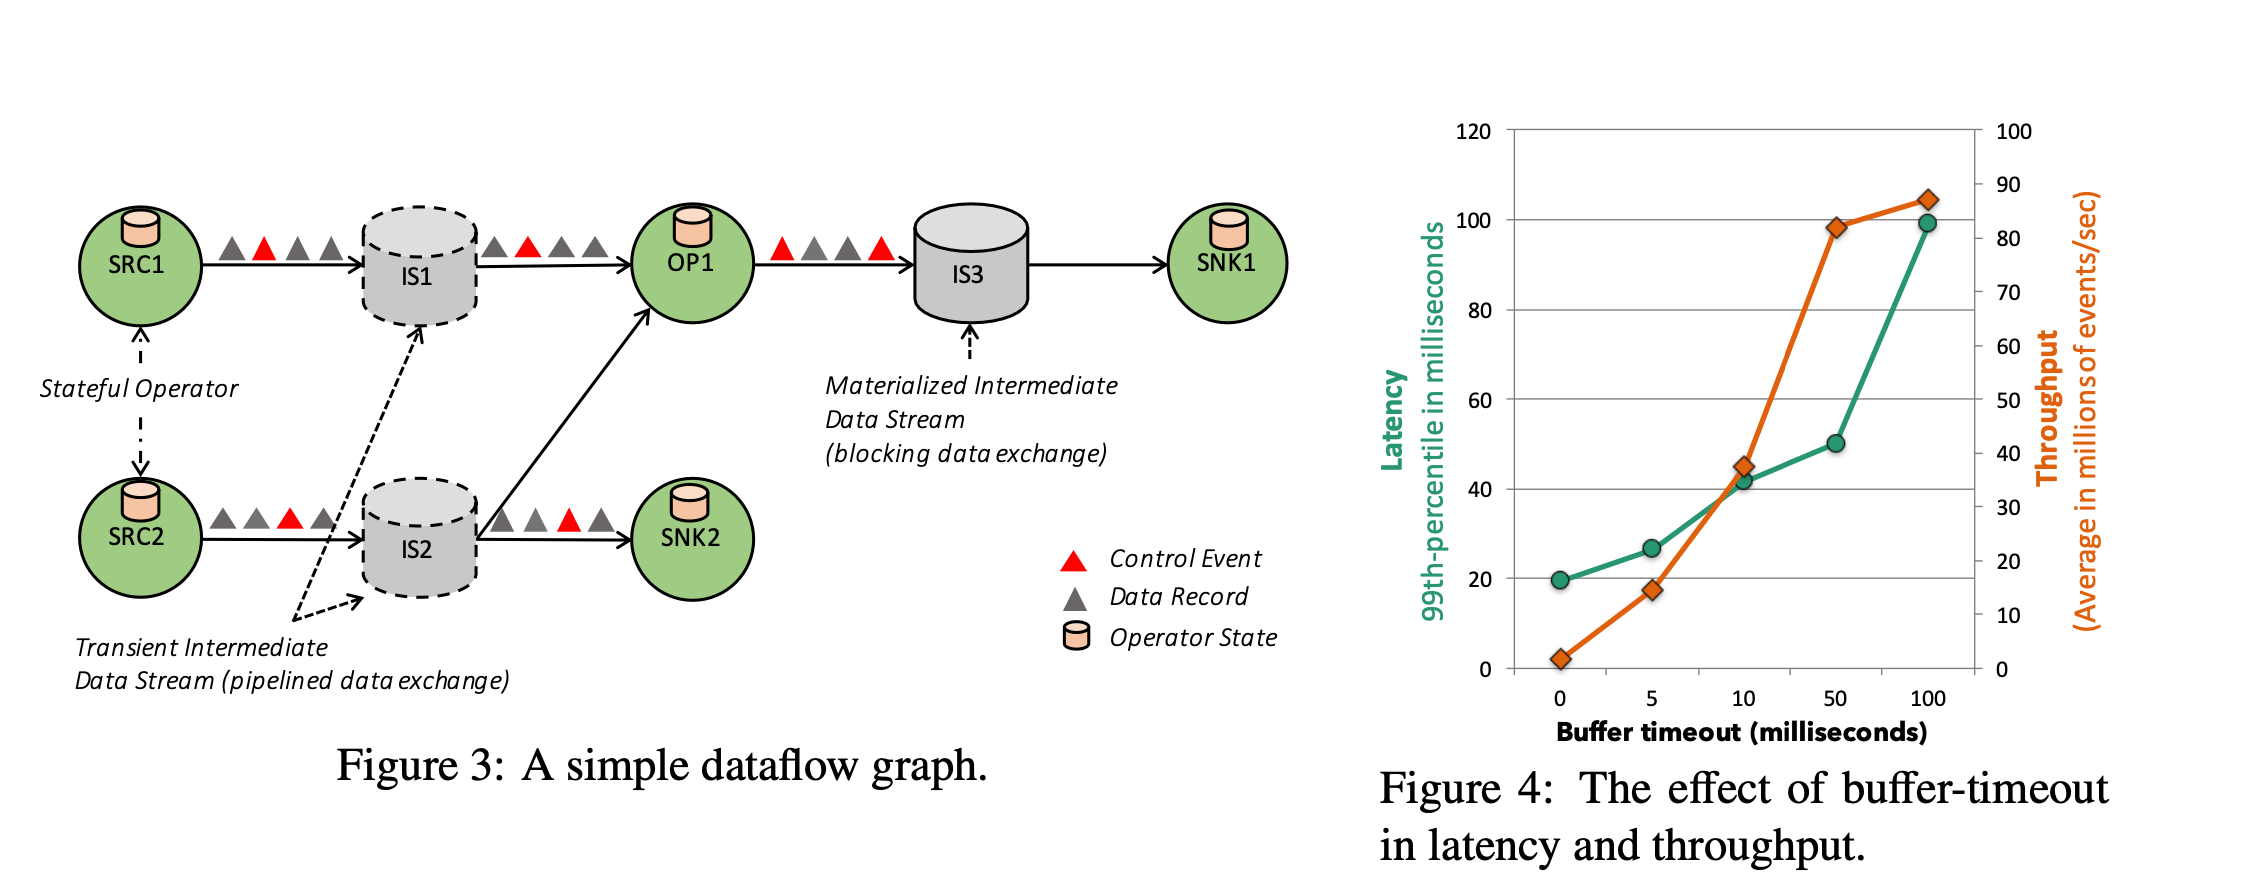 SRC1
IS1
OP1
IS3
SNK1
Stateful Operator
Materialized Intermediate
Data Stream
(blocking data exchange)
SRC2
IS2
SNK2
Control Event
Data Record
Operator State
Transient Intermediate
Data Stream (pipelined data exchange)
Figure 3: A simple dataflow graph.
Latency
99th-percentile in milliseconds
120
100
80
60
40
20
0
100
90
80
70
60
50
40
30
20
10
0
Throughput
(Average in millions of events/sec)
0 5 10 50 100
Buffer timeout (milliseconds)
Figure 4: The effect of buffer-timeout
in latency and throughput.